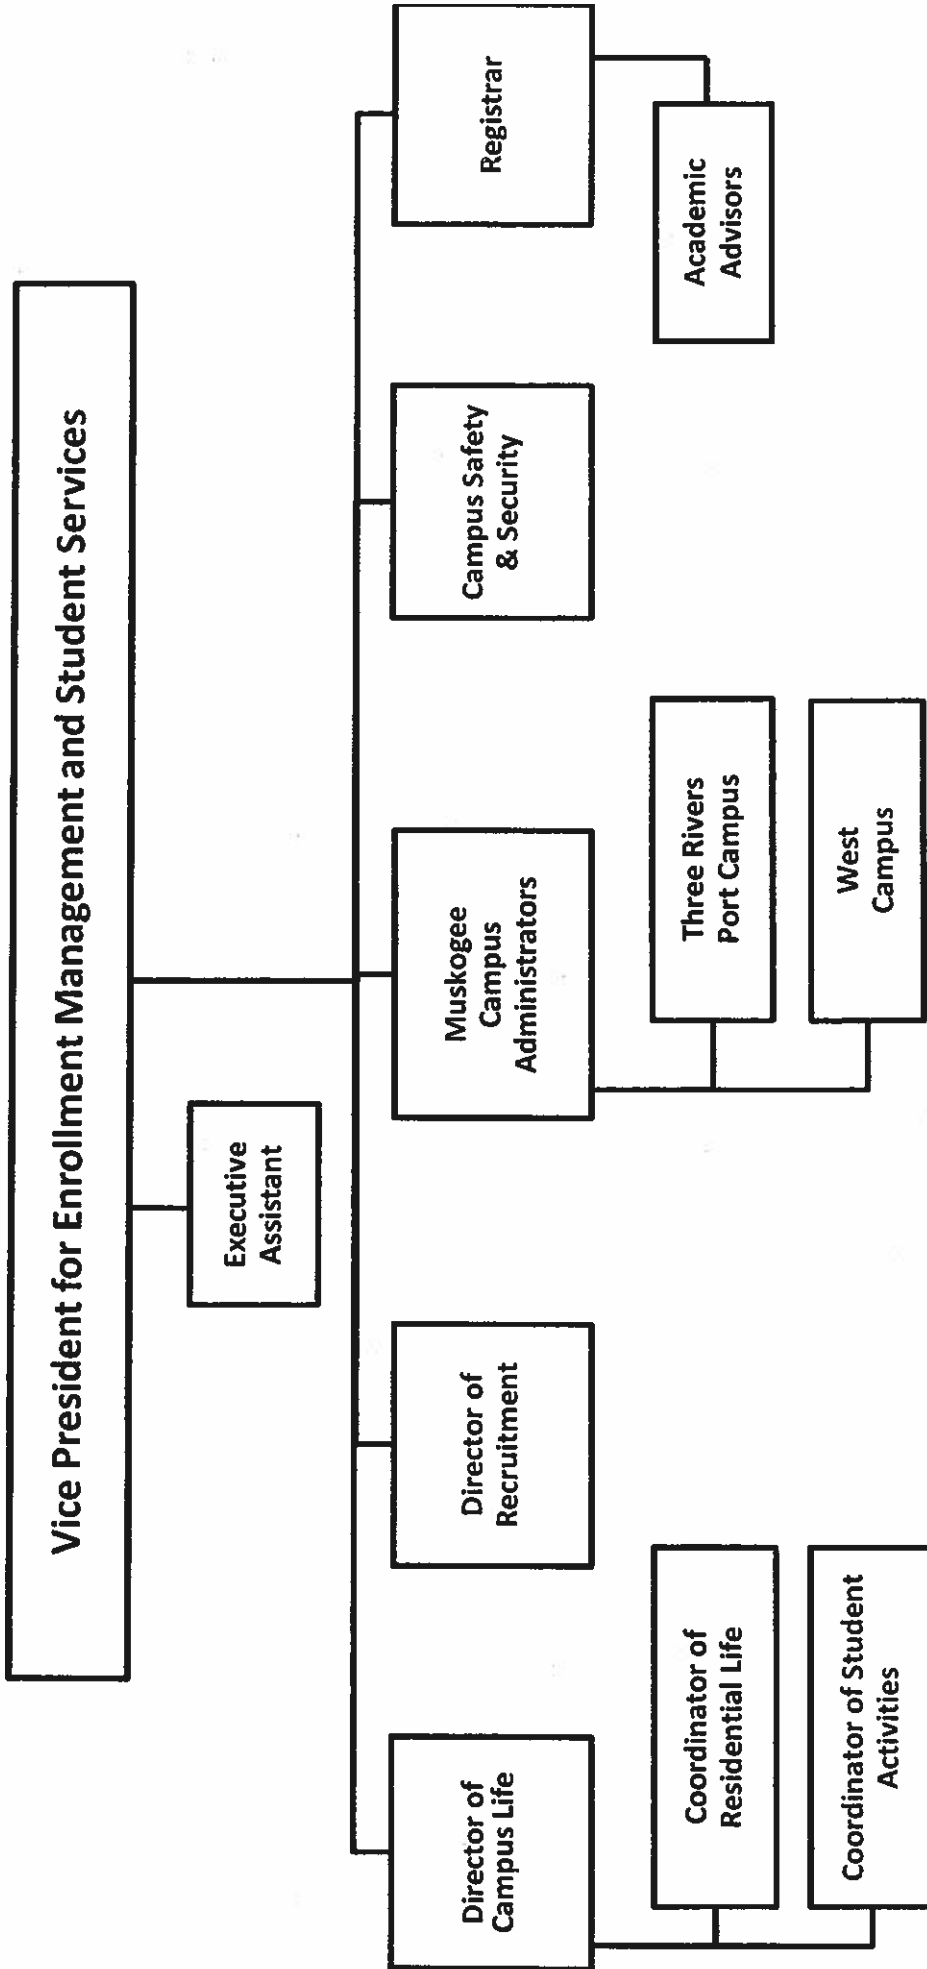 Vice President for Enrollment Management and Student Services
Executive
Assistant
Director of
Campus Life
Director of
Recruitment
Muskogee
Campus
Administrators
Campus Safety
& Security
Registrar
Coordinator of
Residential Life
Three Rivers
Port Campus
Academic
Advisors
Coordinator of Student
Activities
West
Campus